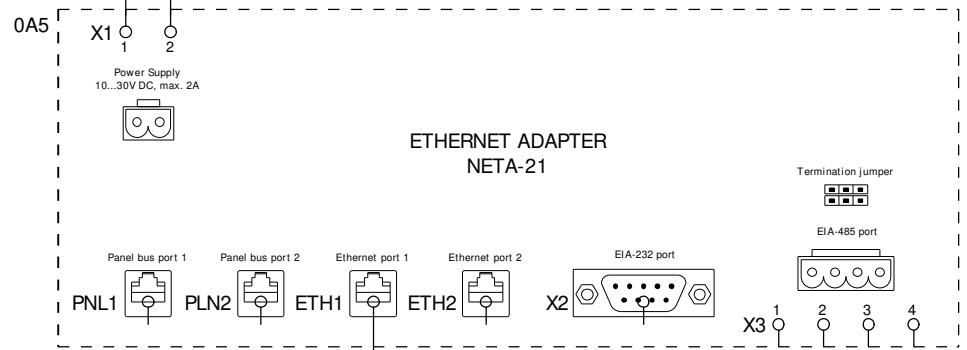 0A5
X1
1 2
Power Supply
10...30V DC, max. 2A
ETHERNET ADAPTER
NETA-21
Termination jumper
EIA-485 port
Panel bus port 1
Panel bus port 2
Ethernet port 1
Ethernet port 2
EIA-232 port
PNL1
PLN2
ETH1
ETH2
X2
X3
1 2 3 4